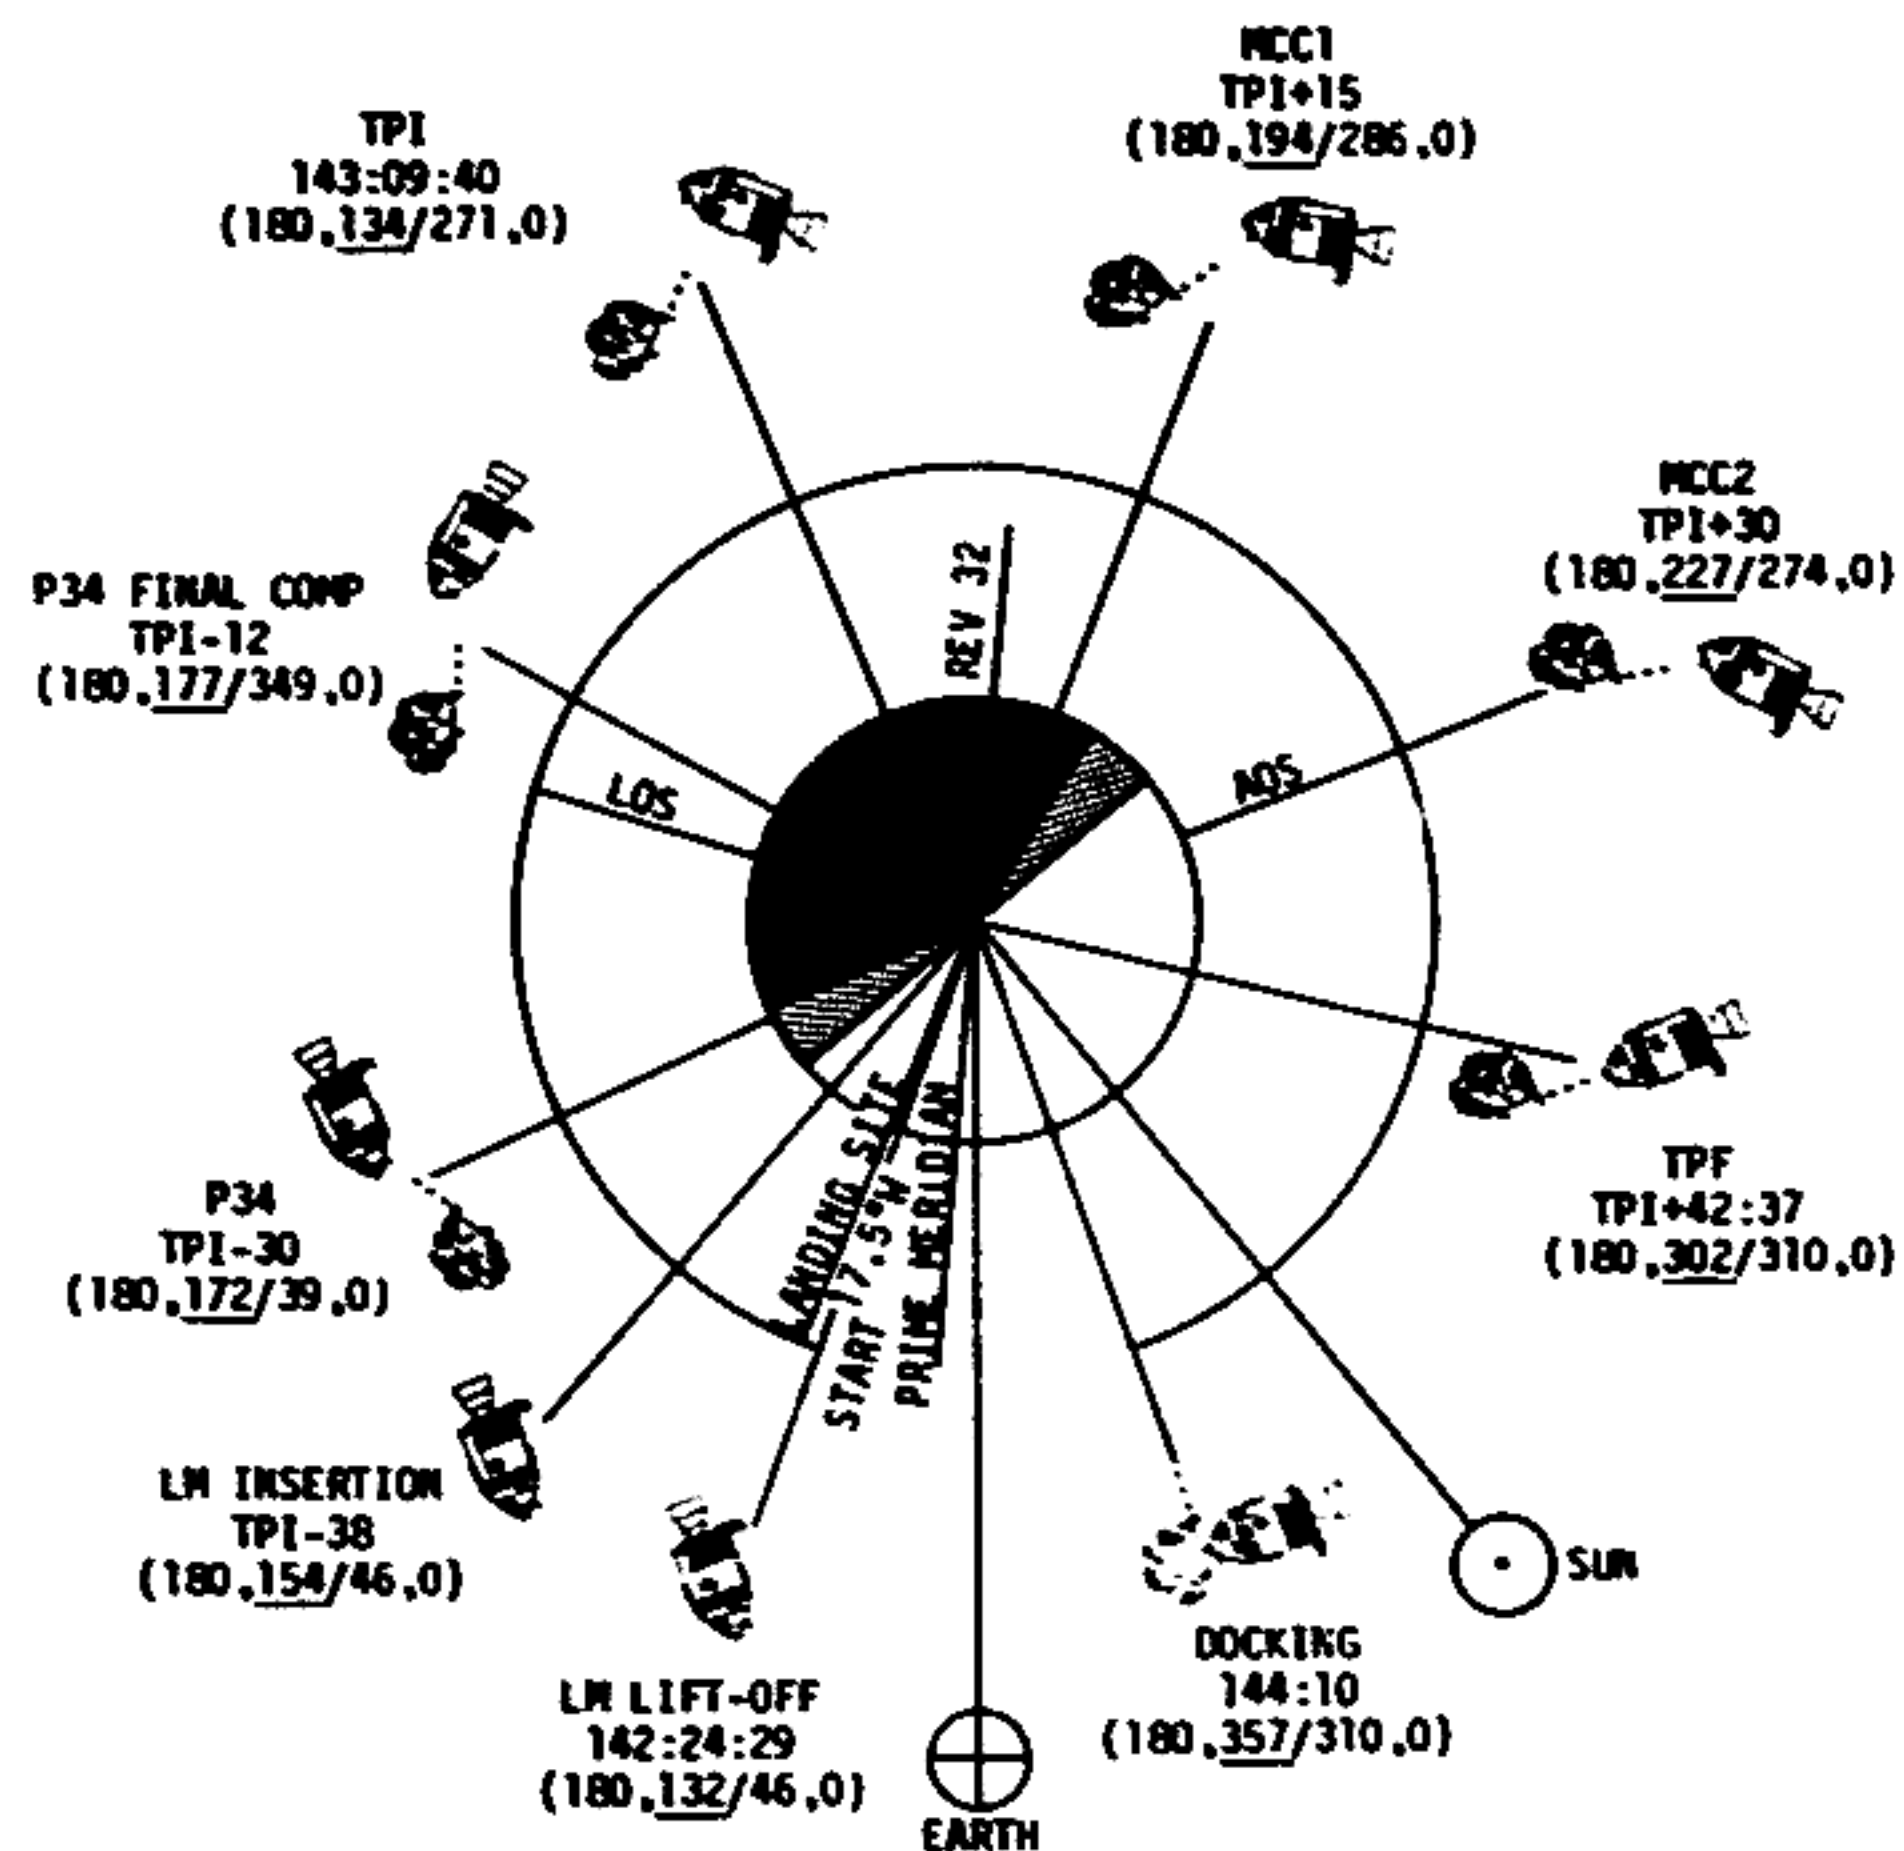 MCC1
TPI+15
(180,194/286,0)
TPI
143:09:40
(180,134/271,0)
MCC2
TPI+30
(180,227/274,0)
P34 FINAL COMP
TPI-12
(180,177/349,0)
REV 32
LOS
AOS
LANDING SITE
START 17.5°W
PRIME MERIDIAN
TPF
TPI+42:37
(180,302/310,0)
P34
TPI-30
(180,172/39,0)
LM INSERTION
TPI-38
(180,154/46,0)
SUN
DOCKING
144:10
(180,357/310,0)
LM LIFT-OFF
142:24:29
(180,132/46,0)
EARTH